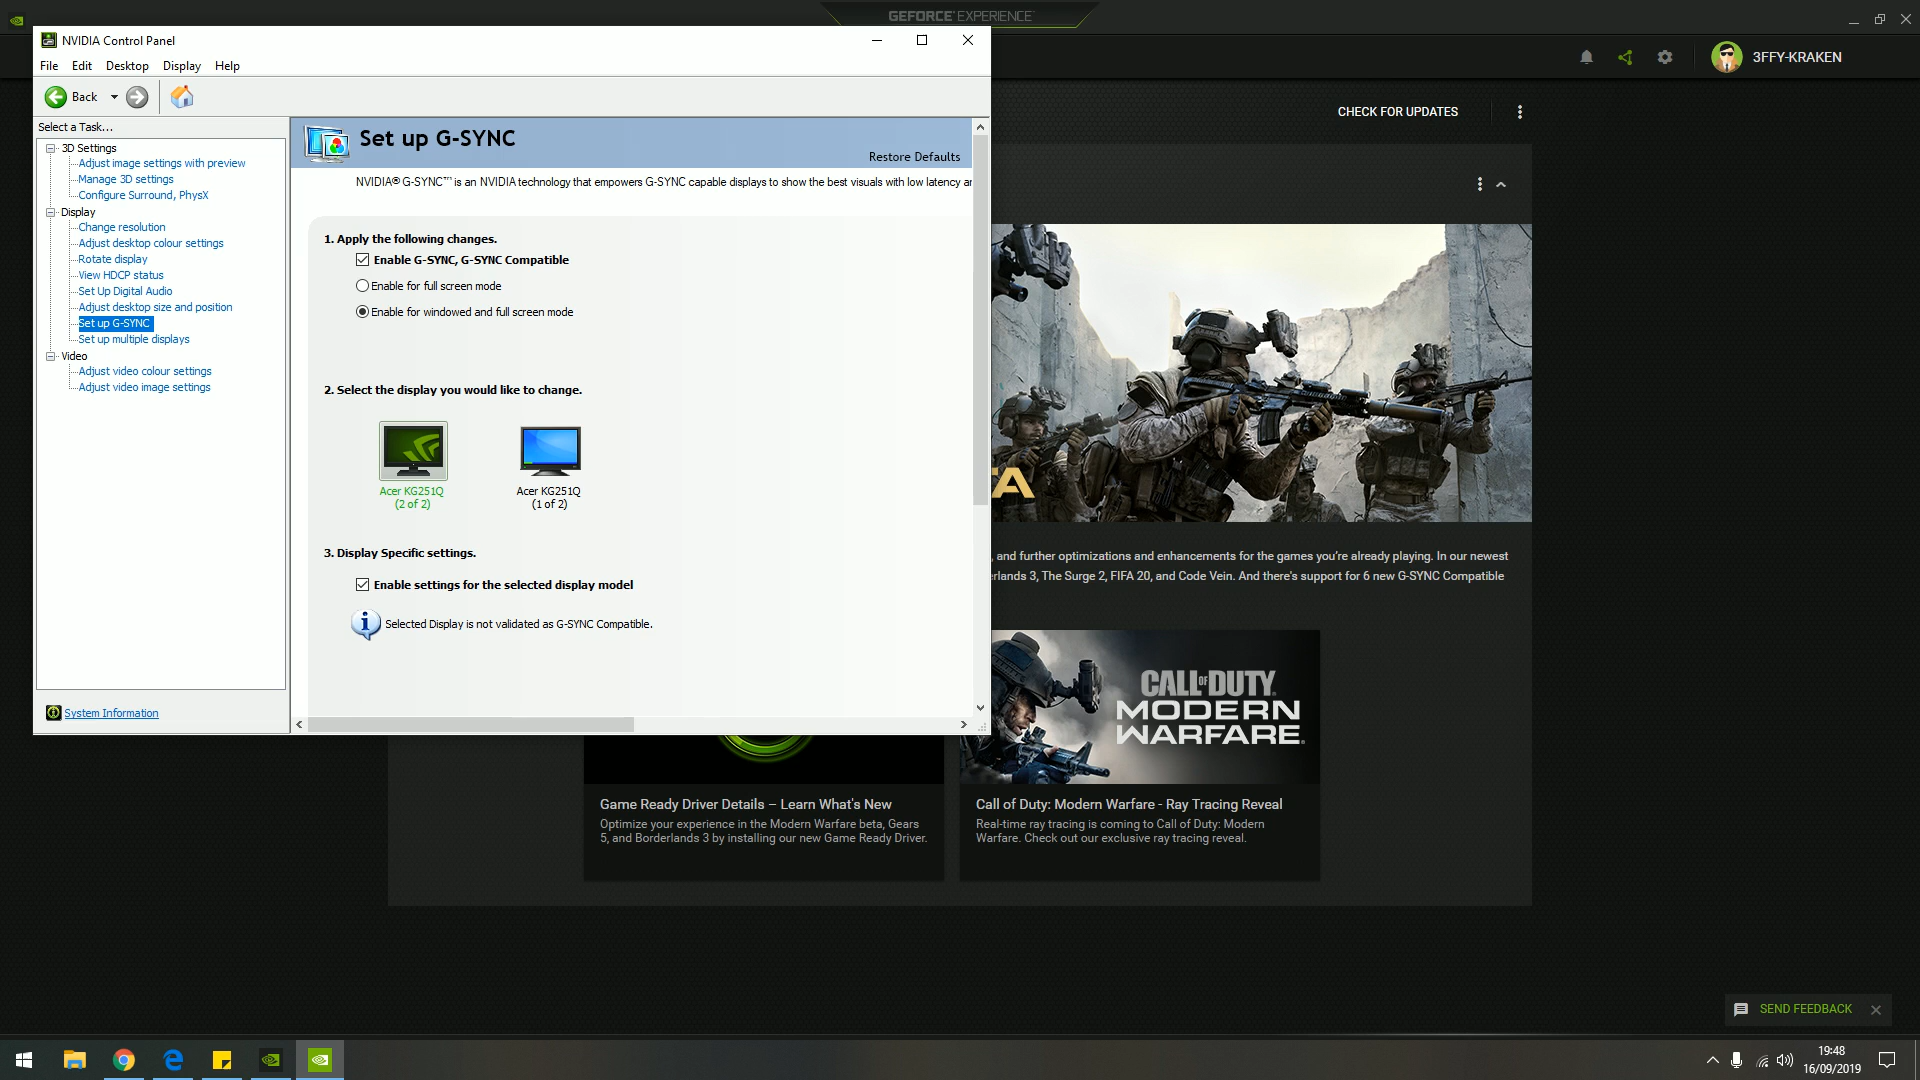 GEFORCE EXPERIENCE
NVIDIA Control Panel
File Edit Desktop Display Help
3FFY-KRAKEN
Back
CHECK FOR UPDATES
Select a Task...
3D Settings
Adjust image settings with preview
Manage 3D settings
Configure Surround, PhysX
Display
Change resolution
Adjust desktop colour settings
Rotate display
View HDCP status
Set Up Digital Audio
Adjust desktop size and position
Set up G-SYNC
Set up multiple displays
Video
Adjust video colour settings
Adjust video image settings
System Information
Set up G-SYNC
Restore Defaults
NVIDIA® G-SYNC™ is an NVIDIA technology that empowers G-SYNC capable displays to show the best visuals with low latency ar
1. Apply the following changes.
Enable G-SYNC, G-SYNC Compatible
Enable for full screen mode
Enable for windowed and full screen mode
2. Select the display you would like to change.
Acer KG251Q
(2 of 2)
Acer KG251Q
(1 of 2)
3. Display Specific settings.
Enable settings for the selected display model
Selected Display is not validated as G-SYNC Compatible.
, and further optimizations and enhancements for the games you're already playing. In our newest
rlands 3, The Surge 2, FIFA 20, and Code Vein. And there's support for 6 new G-SYNC Compatible
CALL OF DUTY
MODERN
WARFARE
Game Ready Driver Details – Learn What's New
Optimize your experience in the Modern Warfare beta, Gears
5, and Borderlands 3 by installing our new Game Ready Driver.
Call of Duty: Modern Warfare - Ray Tracing Reveal
Real-time ray tracing is coming to Call of Duty: Modern
Warfare. Check out our exclusive ray tracing reveal.
SEND FEEDBACK
19:48
16/09/2019